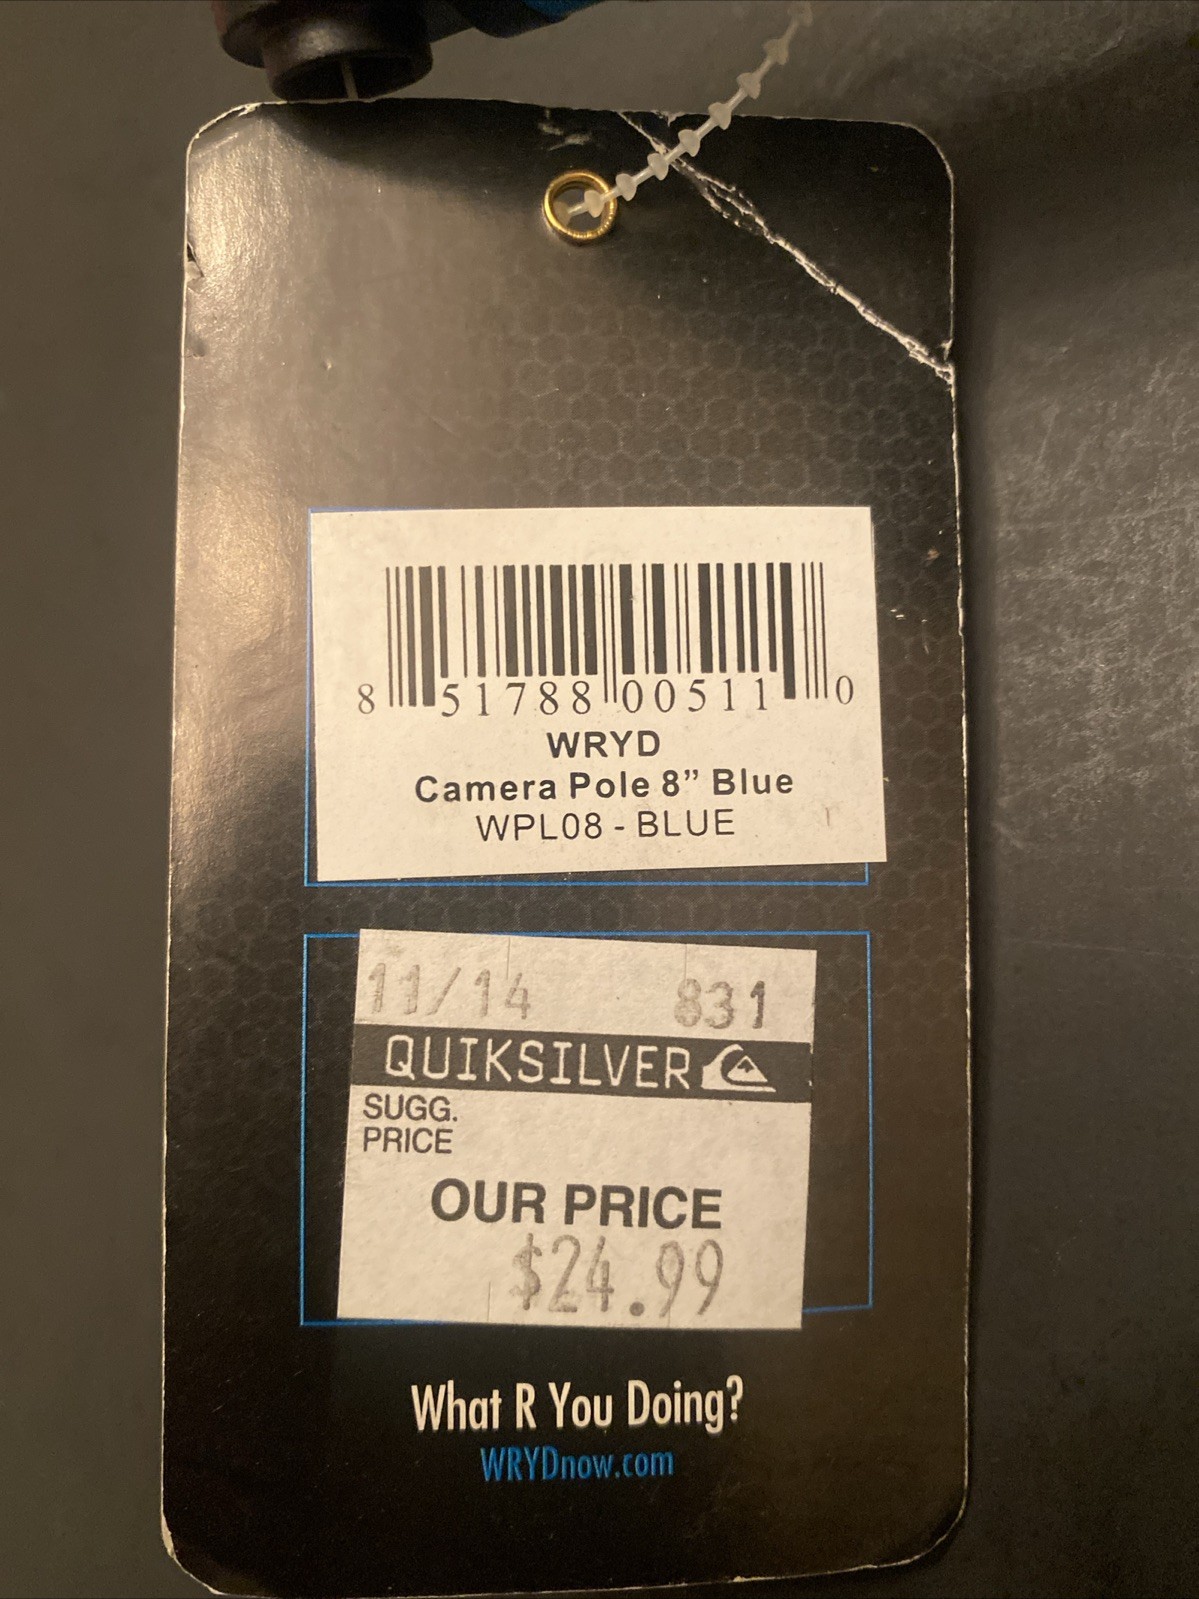 8 51788 00511 0
WRYD
Camera Pole 8” Blue
WPL08 - BLUE
11/14 831
QUIKSILVER
SUGG.
PRICE
OUR PRICE
$24.99
What R You Doing?
WRYDnow.com